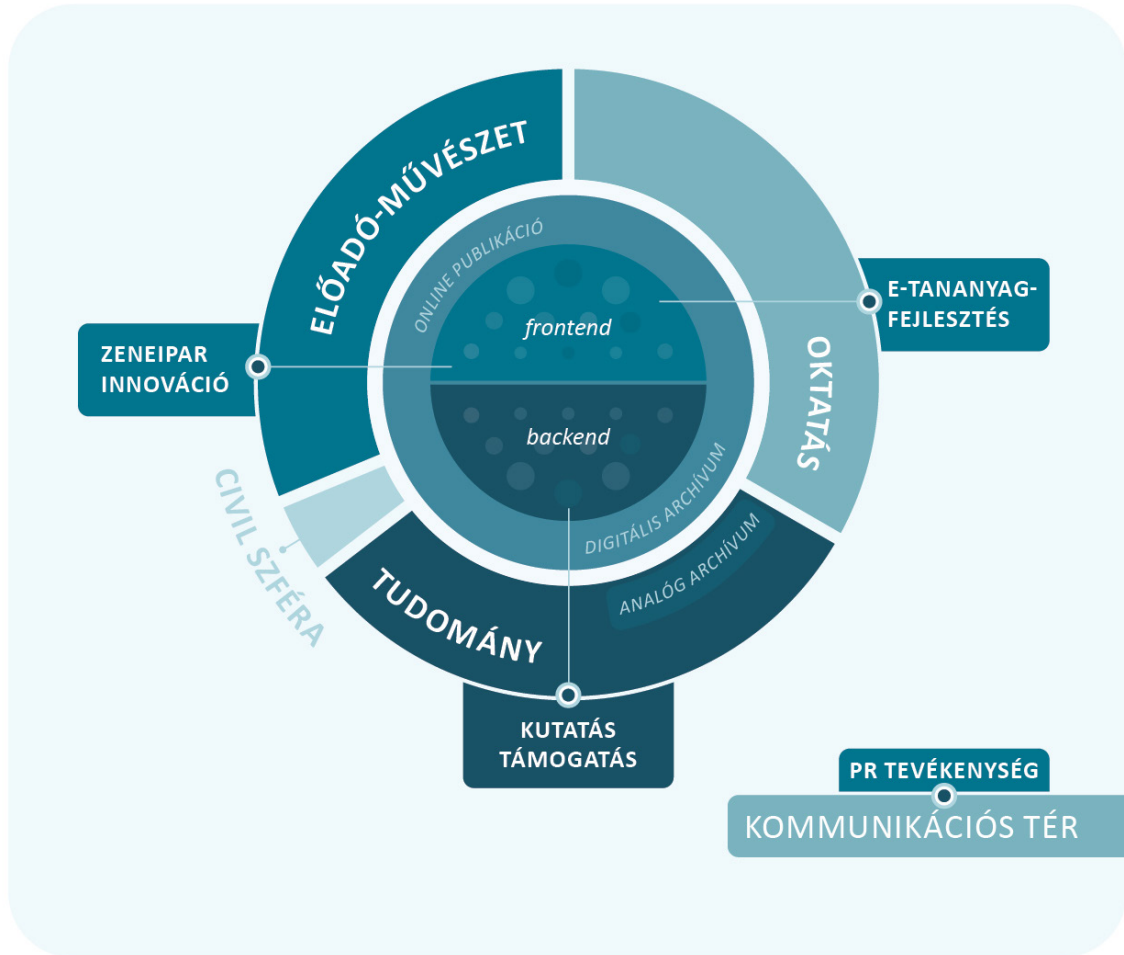 ELŐADÓ-MŰVÉSZET
ONLINE PUBLIKÁCIÓ
frontend
E-TANANYAG-
FEJLESZTÉS
ZENEIPAR
INNOVÁCIÓ
OKTATÁS
backend
DIGITÁLIS ARCHÍVUM
ANALÓG ARCHÍVUM
CIVIL SZFÉRA
TUDOMÁNY
KUTATÁS
TÁMOGATÁS
PR TEVÉKENYSÉG
KOMMUNIKÁCIÓS TÉR